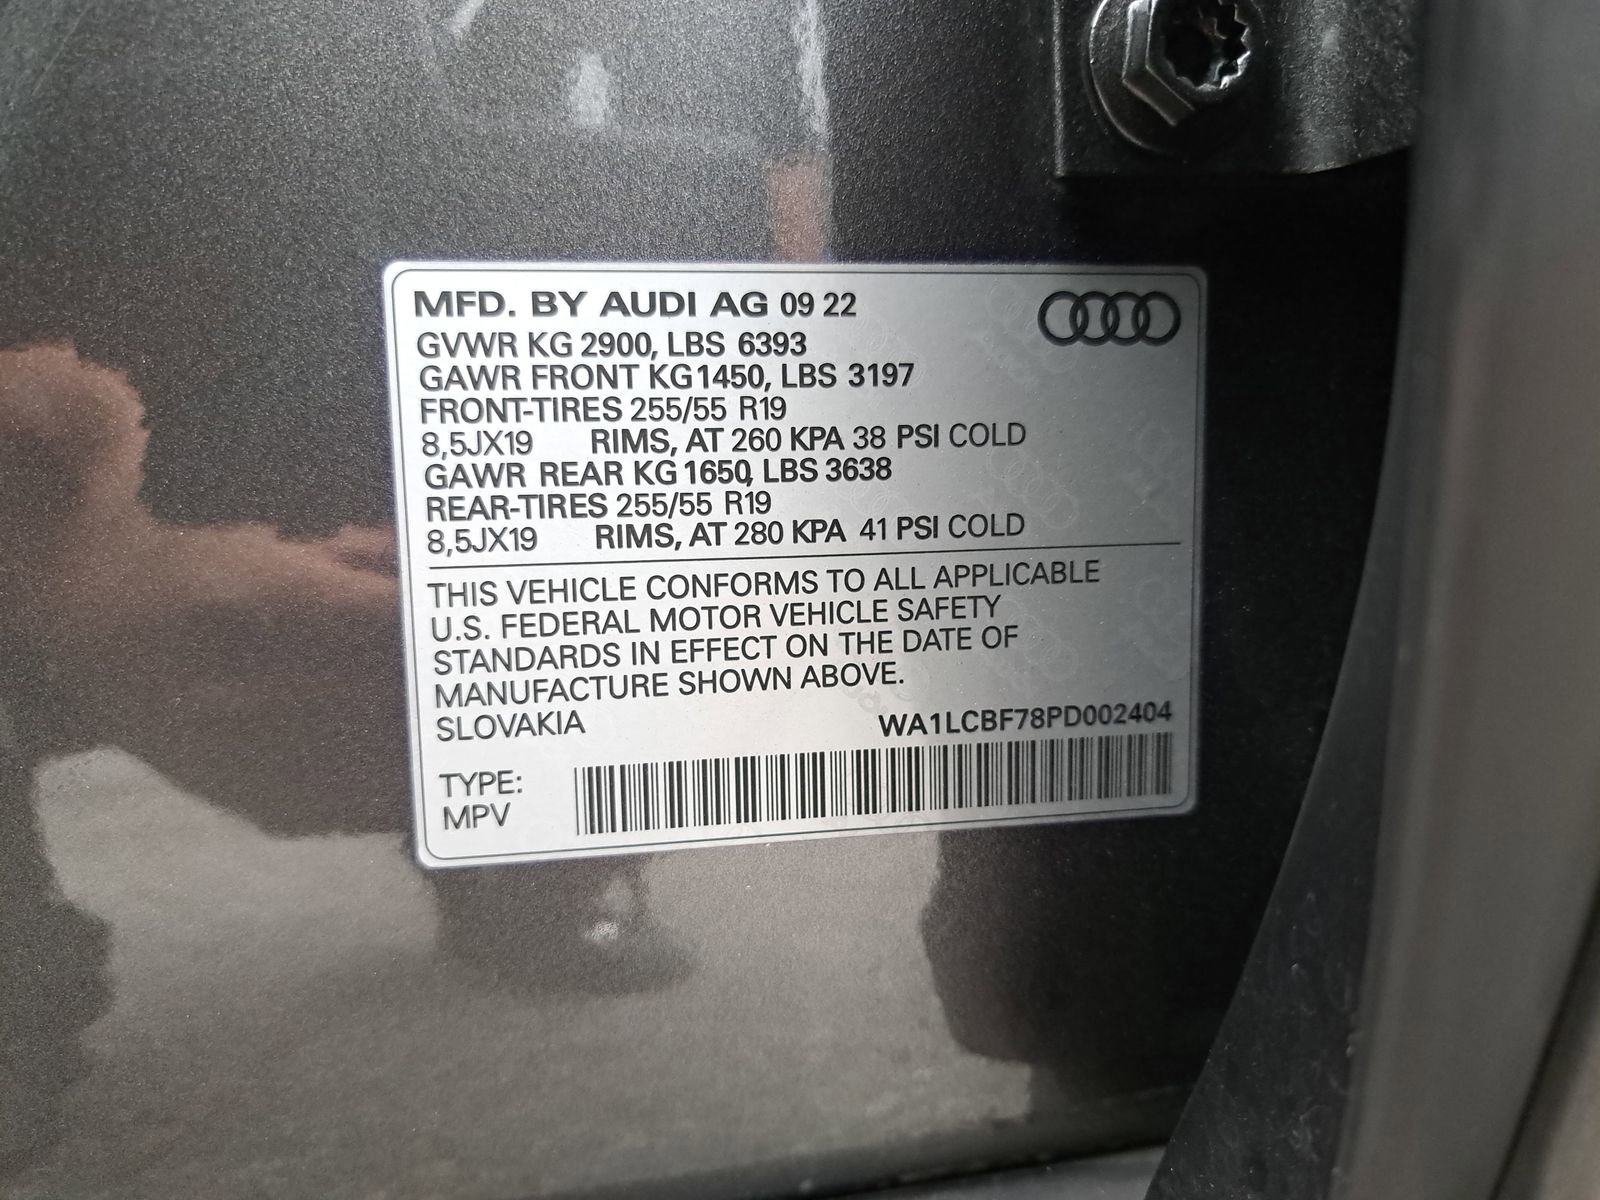 MFD. BY AUDI AG 09 22
GVWR KG 2900, LBS 6393
GAWR FRONT KG 1450, LBS 3197
FRONT-TIRES 255/55 R19
8,5JX19 RIMS, AT 260 KPA 38 PSI COLD
GAWR REAR KG 1650, LBS 3638
REAR-TIRES 255/55 R19
8,5JX19 RIMS, AT 280 KPA 41 PSI COLD
THIS VEHICLE CONFORMS TO ALL APPLICABLE
U.S. FEDERAL MOTOR VEHICLE SAFETY
STANDARDS IN EFFECT ON THE DATE OF
MANUFACTURE SHOWN ABOVE.
SLOVAKIA WA1LCBF78PD002404
TYPE:
MPV